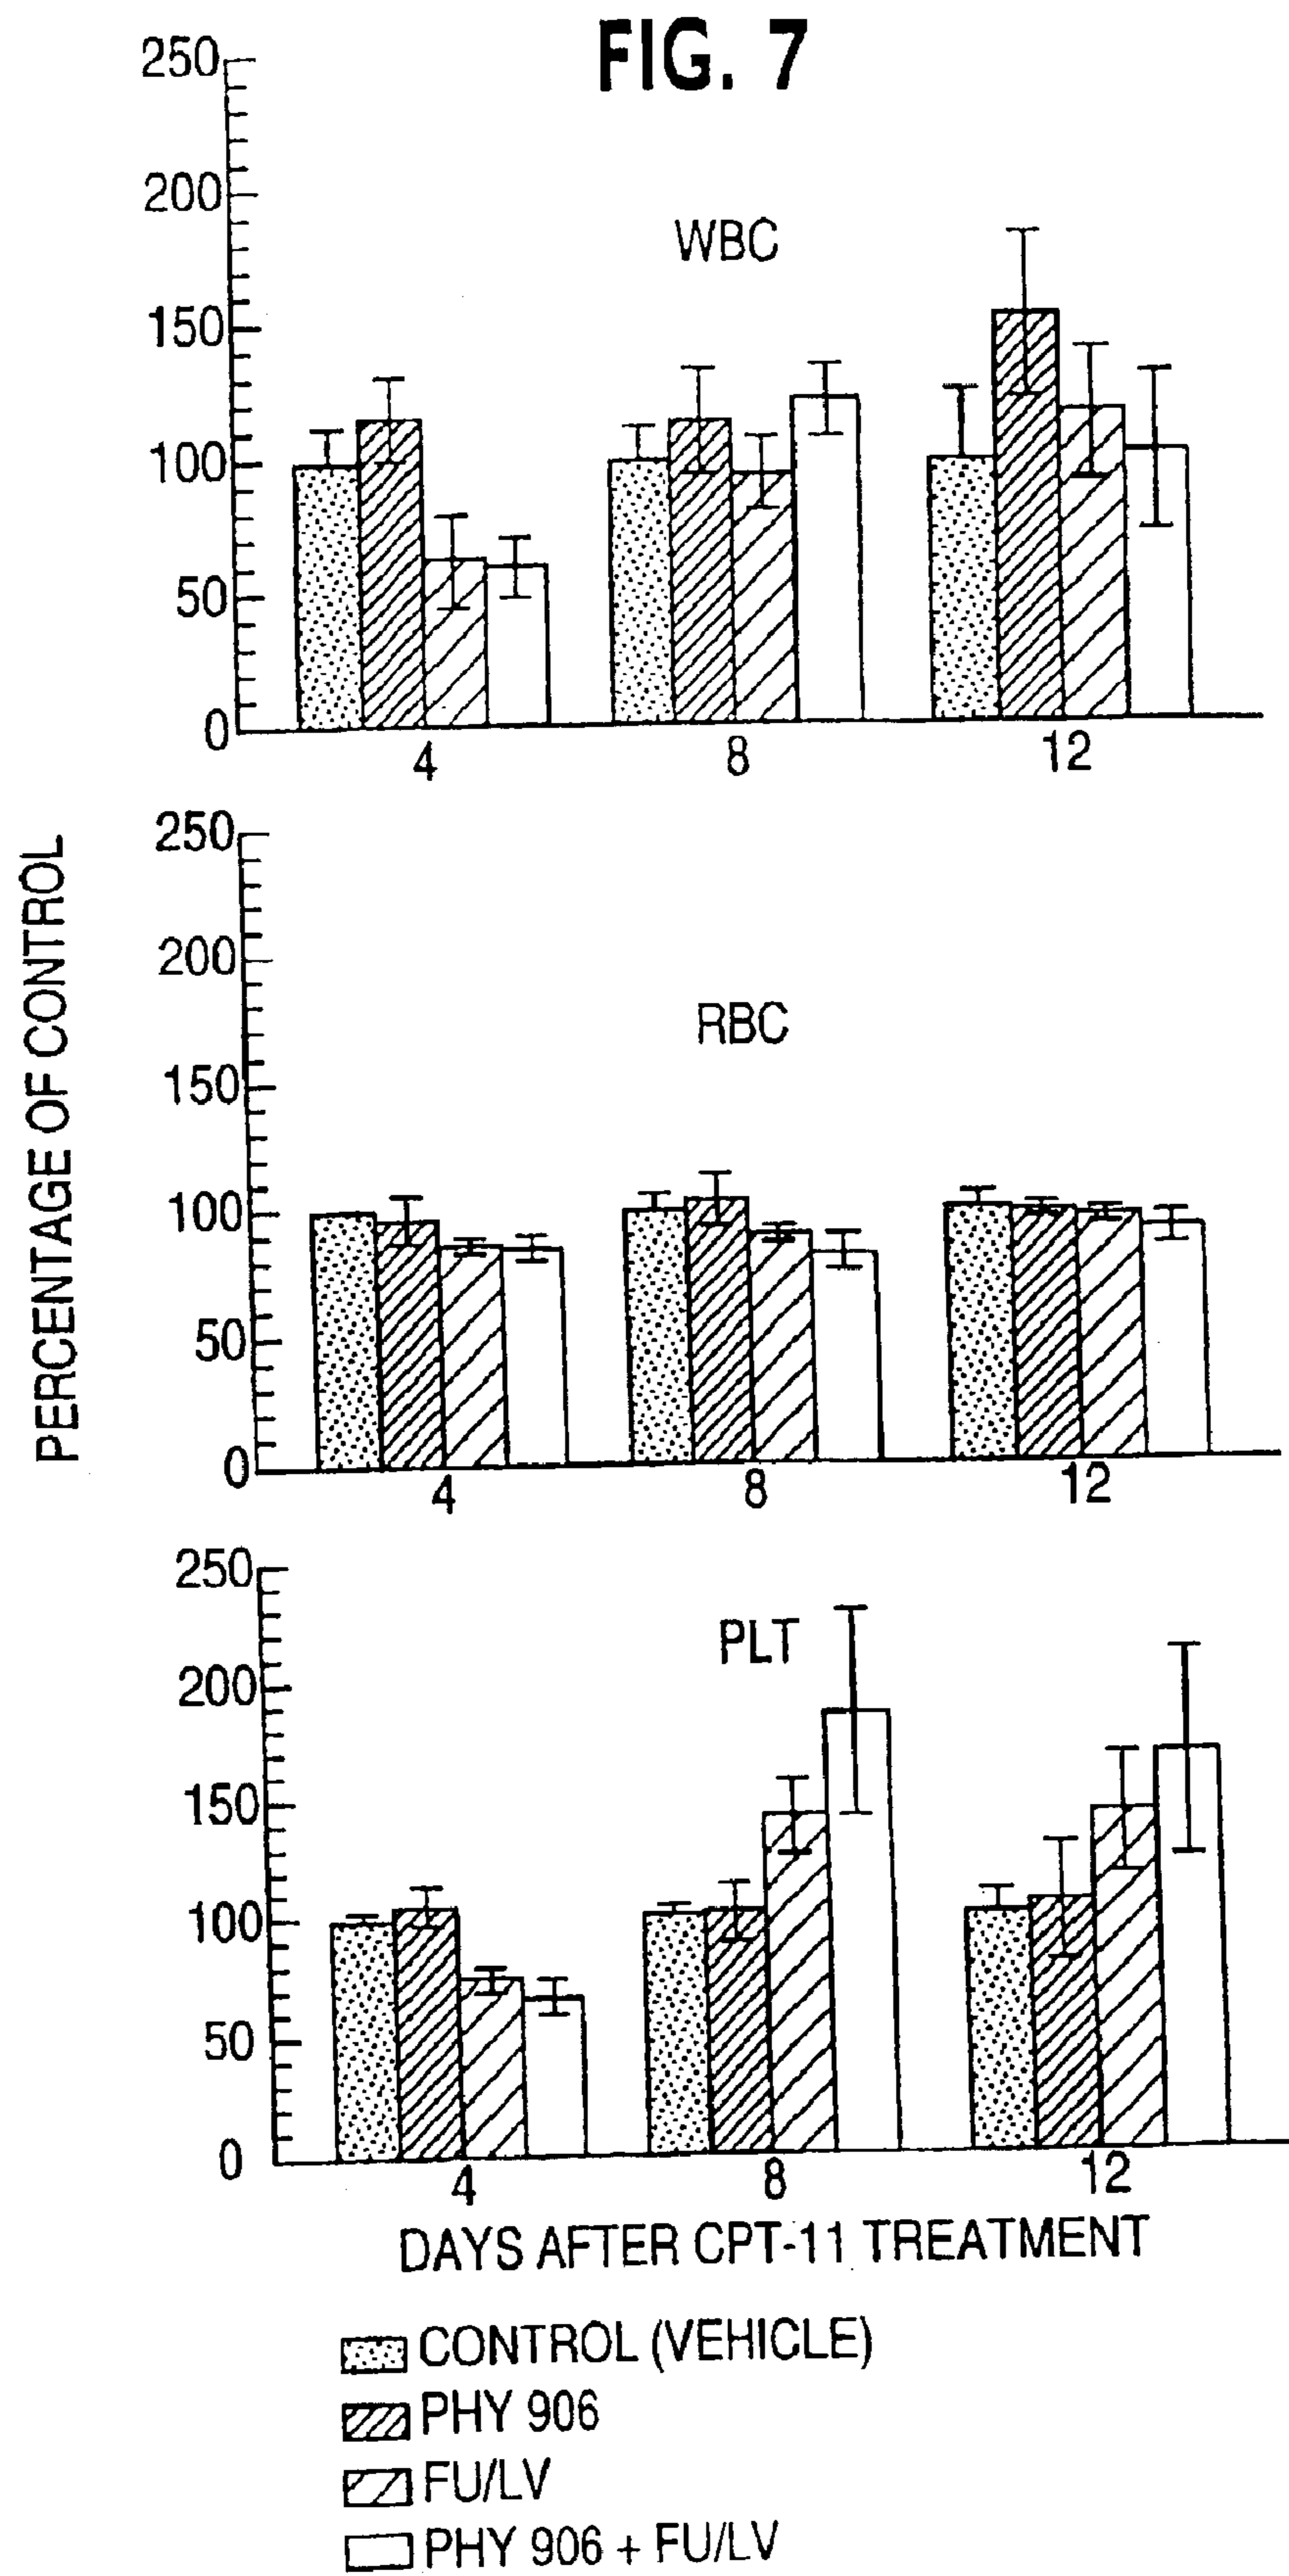 FIG. 7
250
200
150
100
50
0
WBC
4 8 12
PERCENTAGE OF CONTROL
250
200
150
100
50
0
RBC
4 8 12
250
200
150
100
50
0
PLT
4 8 12
DAYS AFTER CPT-11 TREATMENT
CONTROL (VEHICLE)
PHY 906
FU/LV
PHY 906 + FU/LV